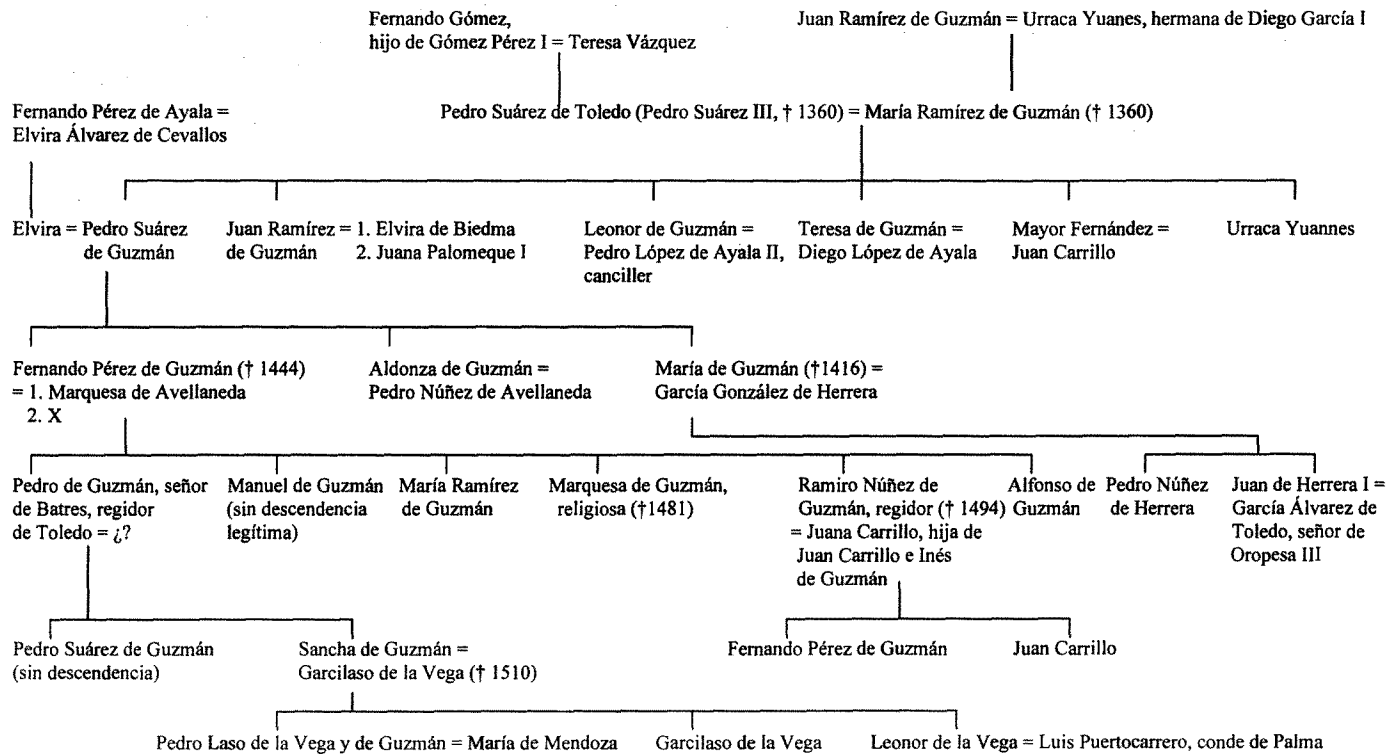 Fernando Gómez,
hijo de Gómez Pérez I = Teresa Vázquez
Juan Ramírez de Guzmán = Urraca Yuanes, hermana de Diego García I
Fernando Pérez de Ayala =
Elvira Álvarez de Cevallos
Pedro Suárez de Toledo (Pedro Suárez III, † 1360) = María Ramírez de Guzmán († 1360)
Elvira = Pedro Suárez
de Guzmán
Juan Ramírez = 1. Elvira de Biedma
de Guzmán 2. Juana Palomeque I
Leonor de Guzmán =
Pedro López de Ayala II,
canciller
Teresa de Guzmán =
Diego López de Ayala
Mayor Fernández =
Juan Carrillo
Urraca Yuannes
Fernando Pérez de Guzmán († 1444)
= 1. Marquesa de Avellaneda
2. X
Aldonza de Guzmán =
Pedro Núñez de Avellaneda
María de Guzmán (†1416) =
García González de Herrera
Pedro de Guzmán, señor
de Batres, regidor
de Toledo = ¿?
Manuel de Guzmán
(sin descendencia
legítima)
María Ramírez
de Guzmán
Marquesa de Guzmán,
religiosa (†1481)
Ramiro Núñez de
Guzmán, regidor († 1494)
= Juana Carrillo, hija de
Juan Carrillo e Inés
de Guzmán
Alfonso de
Guzmán
Pedro Núñez
de Herrera
Juan de Herrera I =
García Álvarez de
Toledo, señor de
Oropesa III
Pedro Suárez de Guzmán
(sin descendencia)
Sancha de Guzmán =
Garcilaso de la Vega († 1510)
Fernando Pérez de Guzmán
Juan Carrillo
Pedro Laso de la Vega y de Guzmán = María de Mendoza
Garcilaso de la Vega
Leonor de la Vega = Luis Puertocarrero, conde de Palma